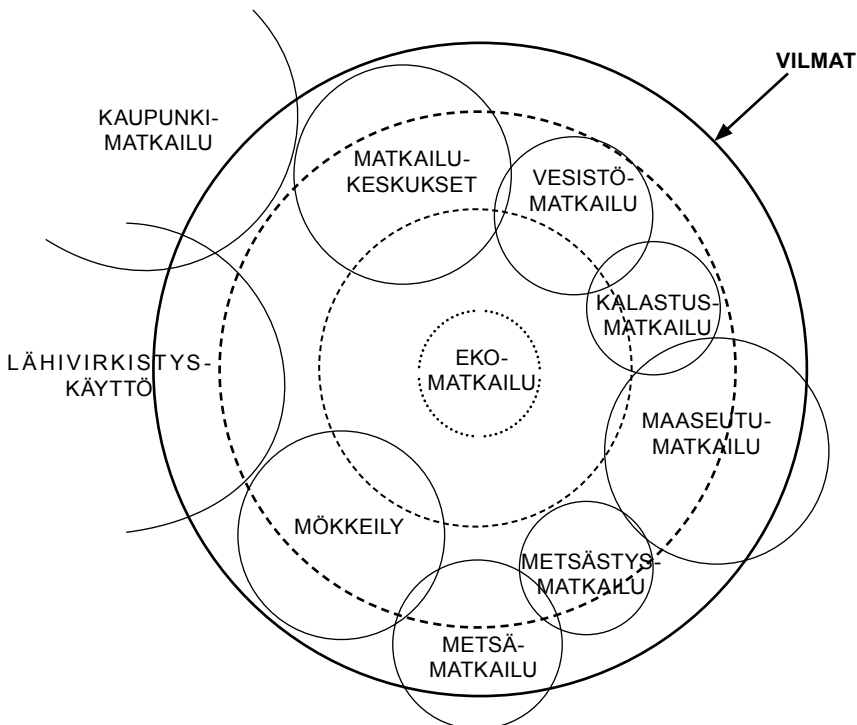 VILMAT
KAUPUNKI-
MATKAILU
MATKAILU-
KESKUKSET
VESISTÖ-
MATKAILU
KALASTUS-
MATKAILU
LÄHIVIRKISTYS-
KÄYTTÖ
EKO-
MATKAILU
MAASEUTU-
MATKAILU
MÖKKEILY
METSÄSTYS-
MATKAILU
METSÄ-
MATKAILU